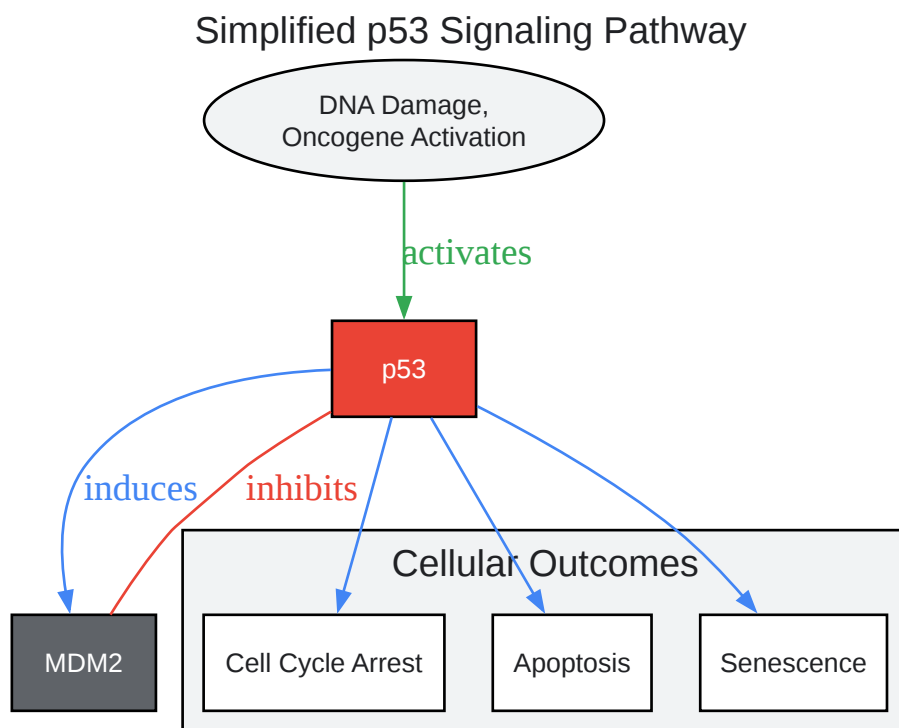 Simplified p53 Signaling Pathway
DNA Damage,
Oncogene Activation
activates
p53
induces
inhibits
Cellular Outcomes
MDM2
Cell Cycle Arrest
Apoptosis
Senescence